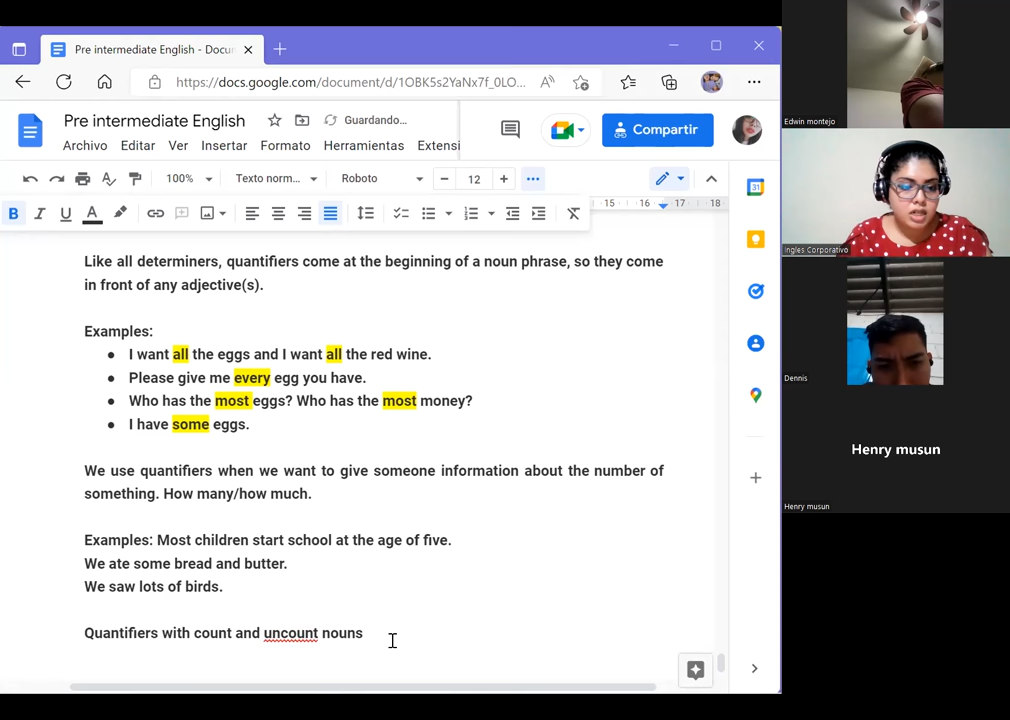 Pre intermediate English - Docu
https://docs.google.com/document/d/1OBK5s2YaNx7f_0LO...
Pre intermediate English
Guardando...
Archivo Editar Ver Insertar Formato Herramientas Extensi
Compartir
100% Texto norm... Roboto 12
15 16 17 18
Like all determiners, quantifiers come at the beginning of a noun phrase, so they come
in front of any adjective(s).
Examples:
● I want all the eggs and I want all the red wine.
● Please give me every egg you have.
● Who has the most eggs? Who has the most money?
● I have some eggs.
We use quantifiers when we want to give someone information about the number of
something. How many/how much.
Examples: Most children start school at the age of five.
We ate some bread and butter.
We saw lots of birds.
Quantifiers with count and uncount nouns
31
Edwin montejo
Ingles Corporativo
Dennis
Henry musun
Henry musun